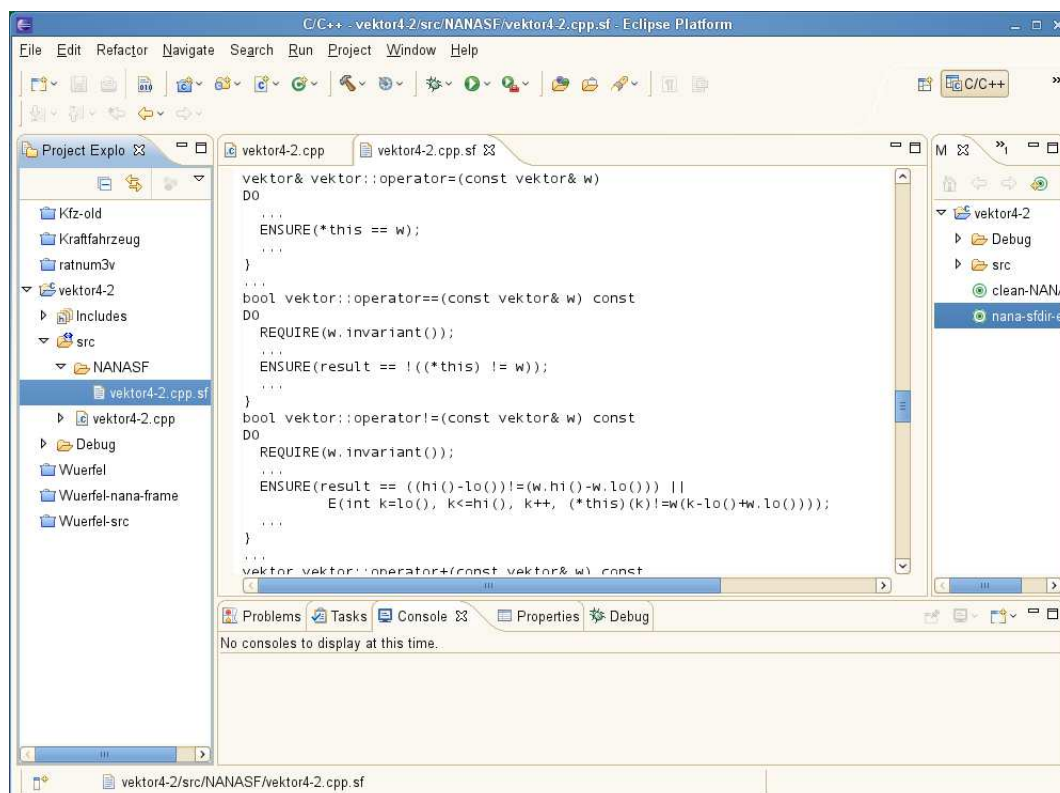 C/C++ - vektor4-2/src/NANASF/vektor4-2.cpp.sf - Eclipse Platform
File Edit Refactor Navigate Search Run Project Window Help
C/C++ »
Project Explo
Kfz-old
Kraftfahrzeug
ratnum3v
vektor4-2
Includes
src
NANASF
vektor4-2.cpp.sf
vektor4-2.cpp
Debug
Wuerfel
Wuerfel-nana-frame
Wuerfel-src
vektor4-2.cpp vektor4-2.cpp.sf
vektor& vektor::operator=(const vektor& w)
DO
...
ENSURE(*this == w);
...
}
...
bool vektor::operator==(const vektor& w) const
DO
REQUIRE(w.invariant());
...
ENSURE(result == !((*this) != w));
...
}
bool vektor::operator!=(const vektor& w) const
DO
REQUIRE(w.invariant());
...
ENSURE(result == ((hi()-lo())!=(w.hi()-w.lo())) ||
E(int k=lo(), k<=hi(), k++, (*this)(k)!=w(k-lo()+w.lo())));
...
}
...
vektor vektor::operator+(const vektor& w) const
M »1
vektor4-2
Debug
src
clean-NANA
nana-sfdir-e
Problems Tasks Console Properties Debug
No consoles to display at this time.
vektor4-2/src/NANASF/vektor4-2.cpp.sf